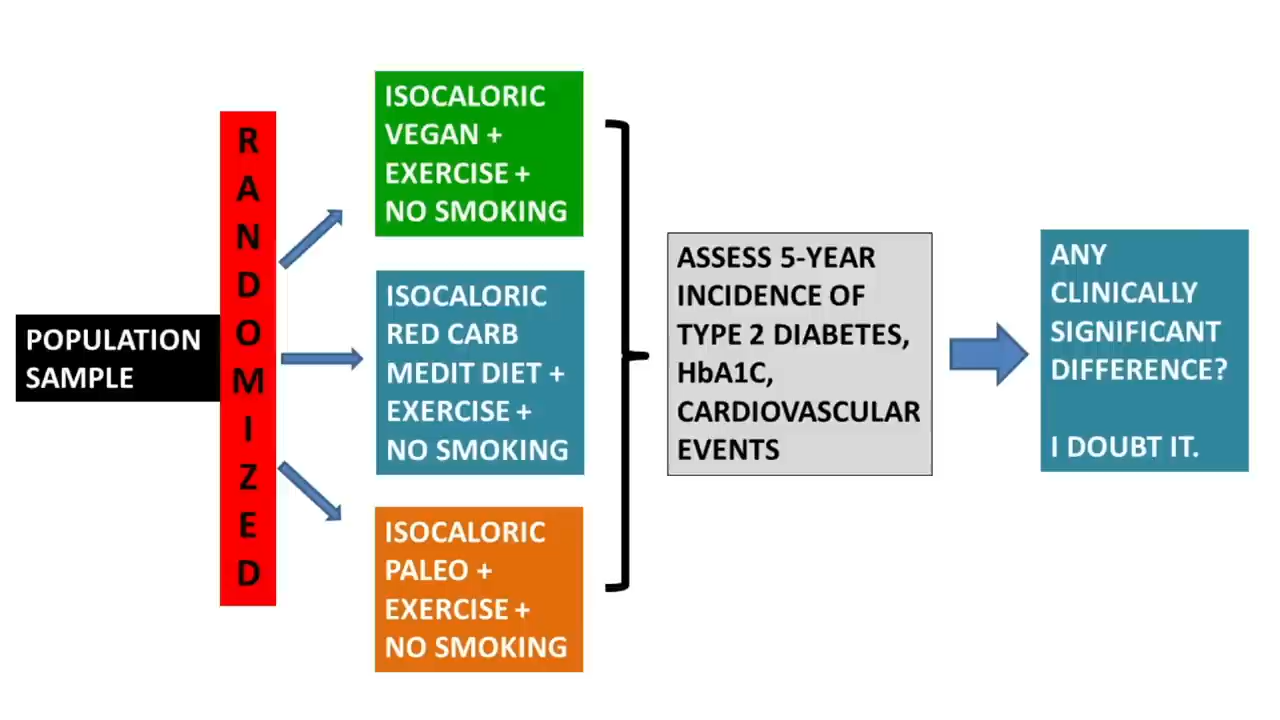 POPULATION
SAMPLE
RANDOMIZED
ISOCALORIC
VEGAN +
EXERCISE +
NO SMOKING
ISOCALORIC
RED CARB
MEDIT DIET +
EXERCISE +
NO SMOKING
ISOCALORIC
PALEO +
EXERCISE +
NO SMOKING
ASSESS 5-YEAR
INCIDENCE OF
TYPE 2 DIABETES,
HbA1C,
CARDIOVASCULAR
EVENTS
ANY
CLINICALLY
SIGNIFICANT
DIFFERENCE?
I DOUBT IT.